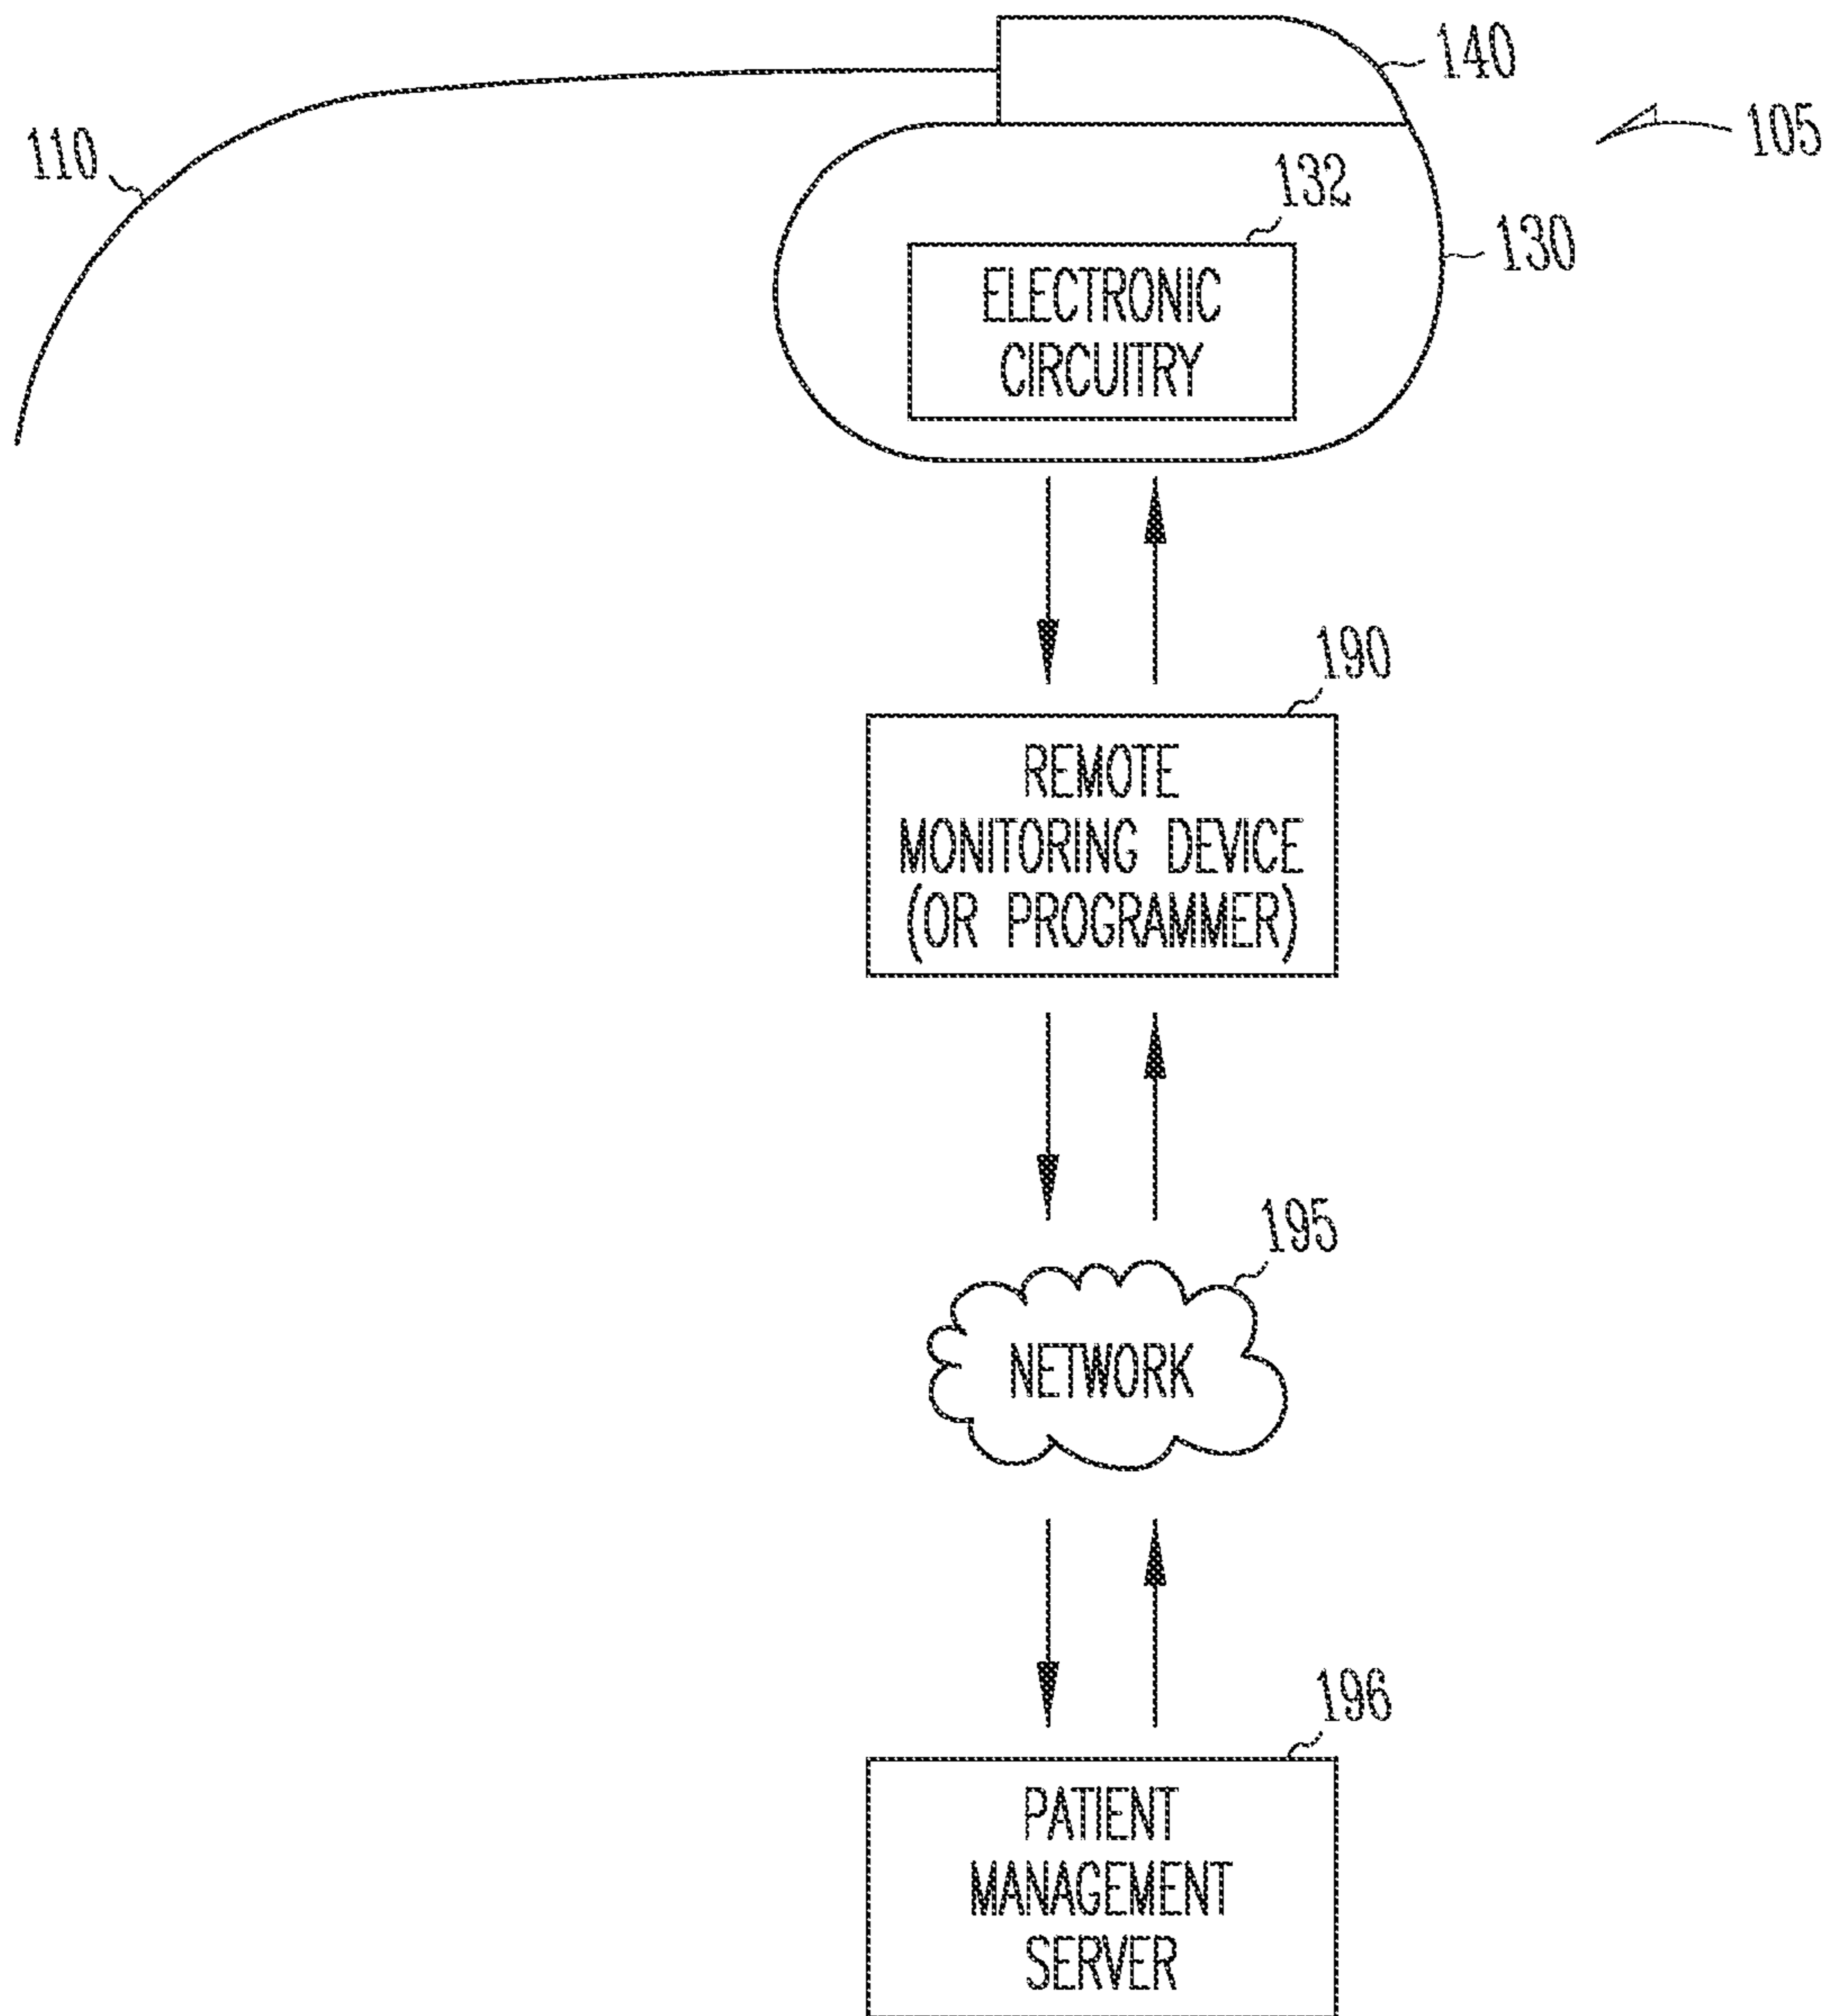 140
105
110
132
130
ELECTRONIC
CIRCUITRY
190
REMOTE
MONITORING DEVICE
(OR PROGRAMMER)
195
NETWORK
196
PATIENT
MANAGEMENT
SERVER